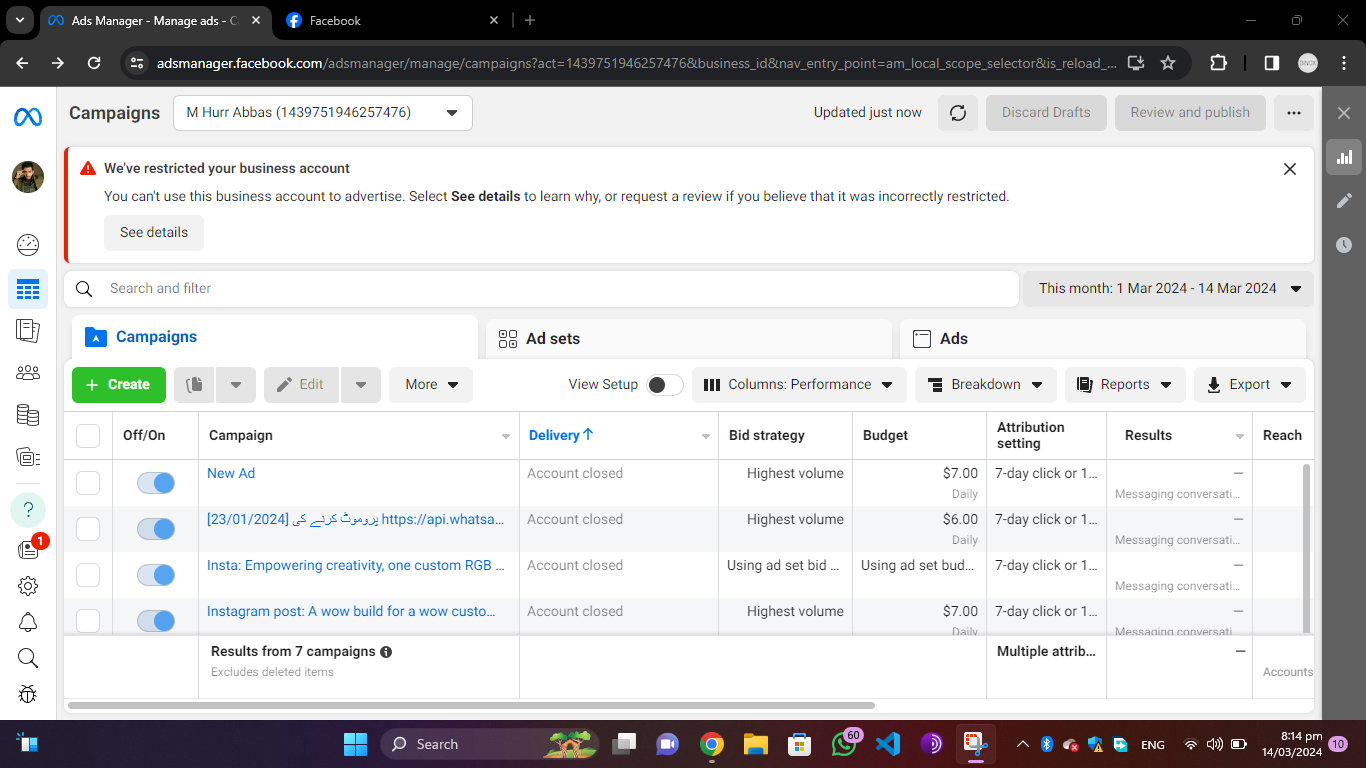 Ads Manager - Manage ads - C
Facebook
adsmanager.facebook.com/adsmanager/manage/campaigns?act=1439751946257476&business_id&nav_entry_point=am_local_scope_selector&is_reload_...
Campaigns
M Hurr Abbas (1439751946257476)
Updated just now
Discard Drafts
Review and publish
We've restricted your business account
You can't use this business account to advertise. Select See details to learn why, or request a review if you believe that it was incorrectly restricted.
See details
Search and filter
This month: 1 Mar 2024 - 14 Mar 2024
Campaigns
Ad sets
Ads
+ Create
Edit
More
View Setup
Columns: Performance
Breakdown
Reports
Export
Off/On
Campaign
Delivery ↑
Bid strategy
Budget
Attribution
setting
Results
Reach
New Ad
Account closed
Highest volume
$7.00
Daily
7-day click or 1...
—
Messaging conversati...
[23/01/2024] پروموٹ کرنے کی https://api.whatsa...
Account closed
Highest volume
$6.00
Daily
7-day click or 1...
—
Messaging conversati...
Insta: Empowering creativity, one custom RGB ...
Account closed
Using ad set bid ...
Using ad set bud...
7-day click or 1...
—
Messaging conversati...
Instagram post: A wow build for a wow custo...
Account closed
Highest volume
$7.00
Daily
7-day click or 1...
—
Messaging conversati...
Results from 7 campaigns
Excludes deleted items
Multiple attrib...
—
Accounts
?
1
Search
60
ENG
8:14 pm
14/03/2024
10